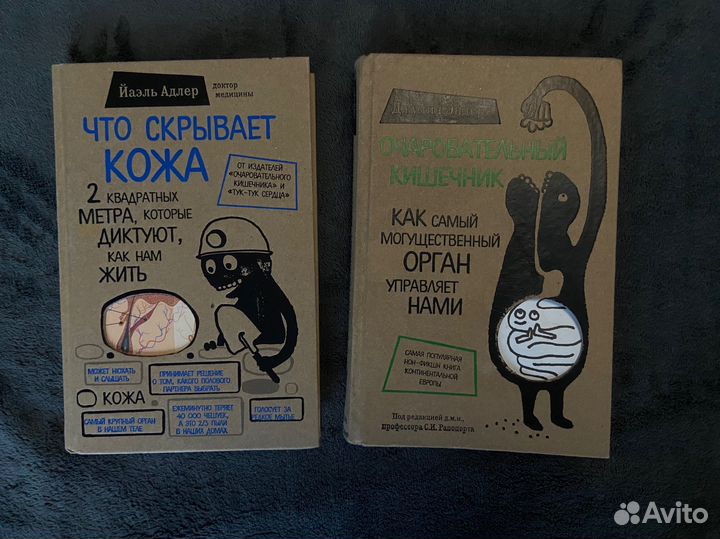 Йаэль Адлер
доктор
медицины
ЧТО СКРЫВАЕТ
КОЖА
ОТ ИЗДАТЕЛЕЙ
«ОЧАРОВАТЕЛЬНОГО
КИШЕЧНИКА» И
«ТУК-ТУК СЕРДЦА»
2 КВАДРАТНЫХ
МЕТРА, КОТОРЫЕ
ДИКТУЮТ,
КАК НАМ
ЖИТЬ
МОЖЕТ НЮХАТЬ
И СЛЫШАТЬ
ПРИНИМАЕТ РЕШЕНИЕ
О ТОМ, КАКОГО ПОЛОВОГО
ПАРТНЕРА ВЫБРАТЬ
КОЖА
САМЫЙ КРУПНЫЙ ОРГАН
В НАШЕМ ТЕЛЕ
ЕЖЕМИНУТНО ТЕРЯЕТ
40 000 ЧЕШУЕК,
А ЭТО 2/3 ПЫЛИ
В НАШИХ ДОМАХ
ГОЛОСУЕТ ЗА
РЕДКОЕ МЫТЬЕ
ОЧАРОВАТЕЛЬНЫЙ
КИШЕЧНИК
КАК САМЫЙ
МОГУЩЕСТВЕННЫЙ
ОРГАН
УПРАВЛЯЕТ
НАМИ
САМАЯ ПОПУЛЯРНАЯ
НОН-ФИКШН КНИГА
КОНТИНЕНТАЛЬНОЙ
ЕВРОПЫ
Под редакцией д.м.н.,
профессора С.И. Рапопорта
Avito